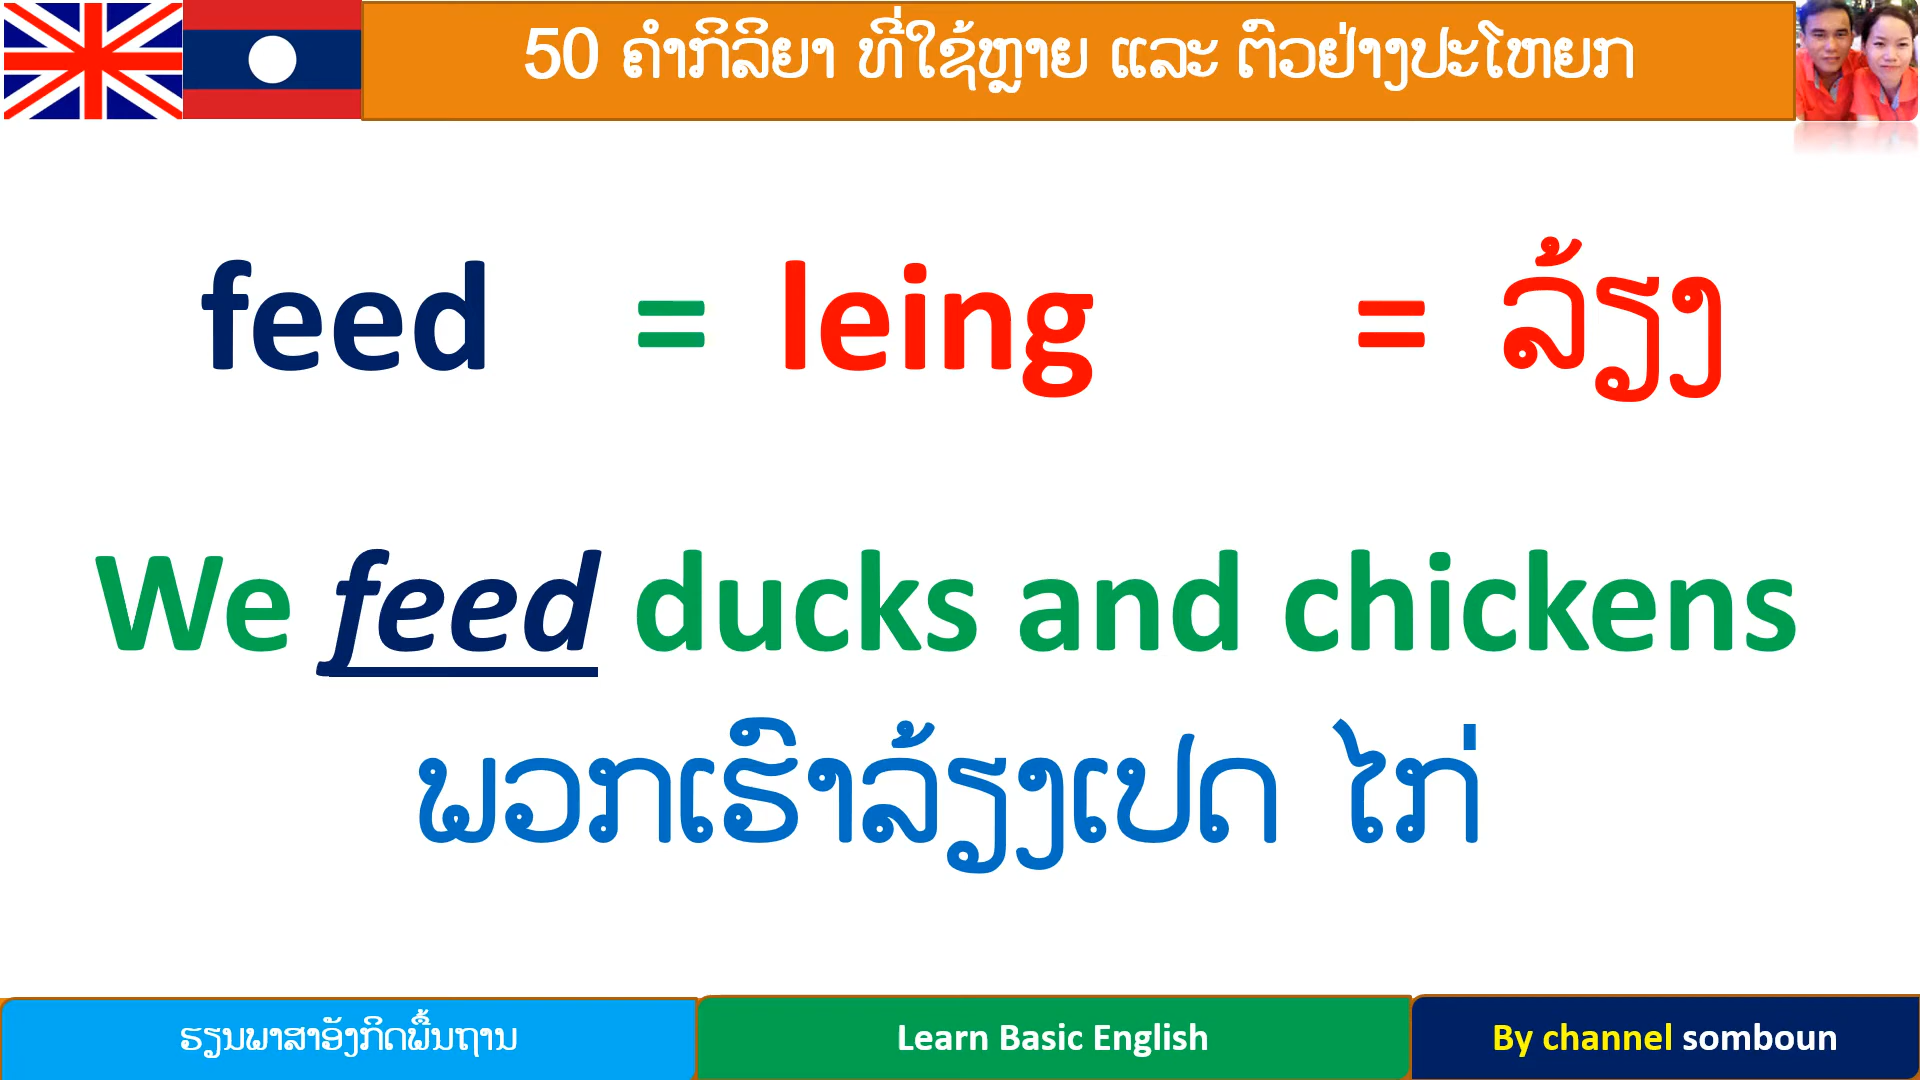 50 ຄໍາກິລິຍາ ທີ່ໃຊ້ຫຼາຍ ແລະ ຕົວຢ່າງປະໂຫຍກ
feed = leing = ລ້ຽງ
We feed ducks and chickens
ພວກເຮົາລ້ຽງເປດ ໄກ່
ຮຽນພາສາອັງກິດພື້ນຖານ
Learn Basic English
By channel somboun